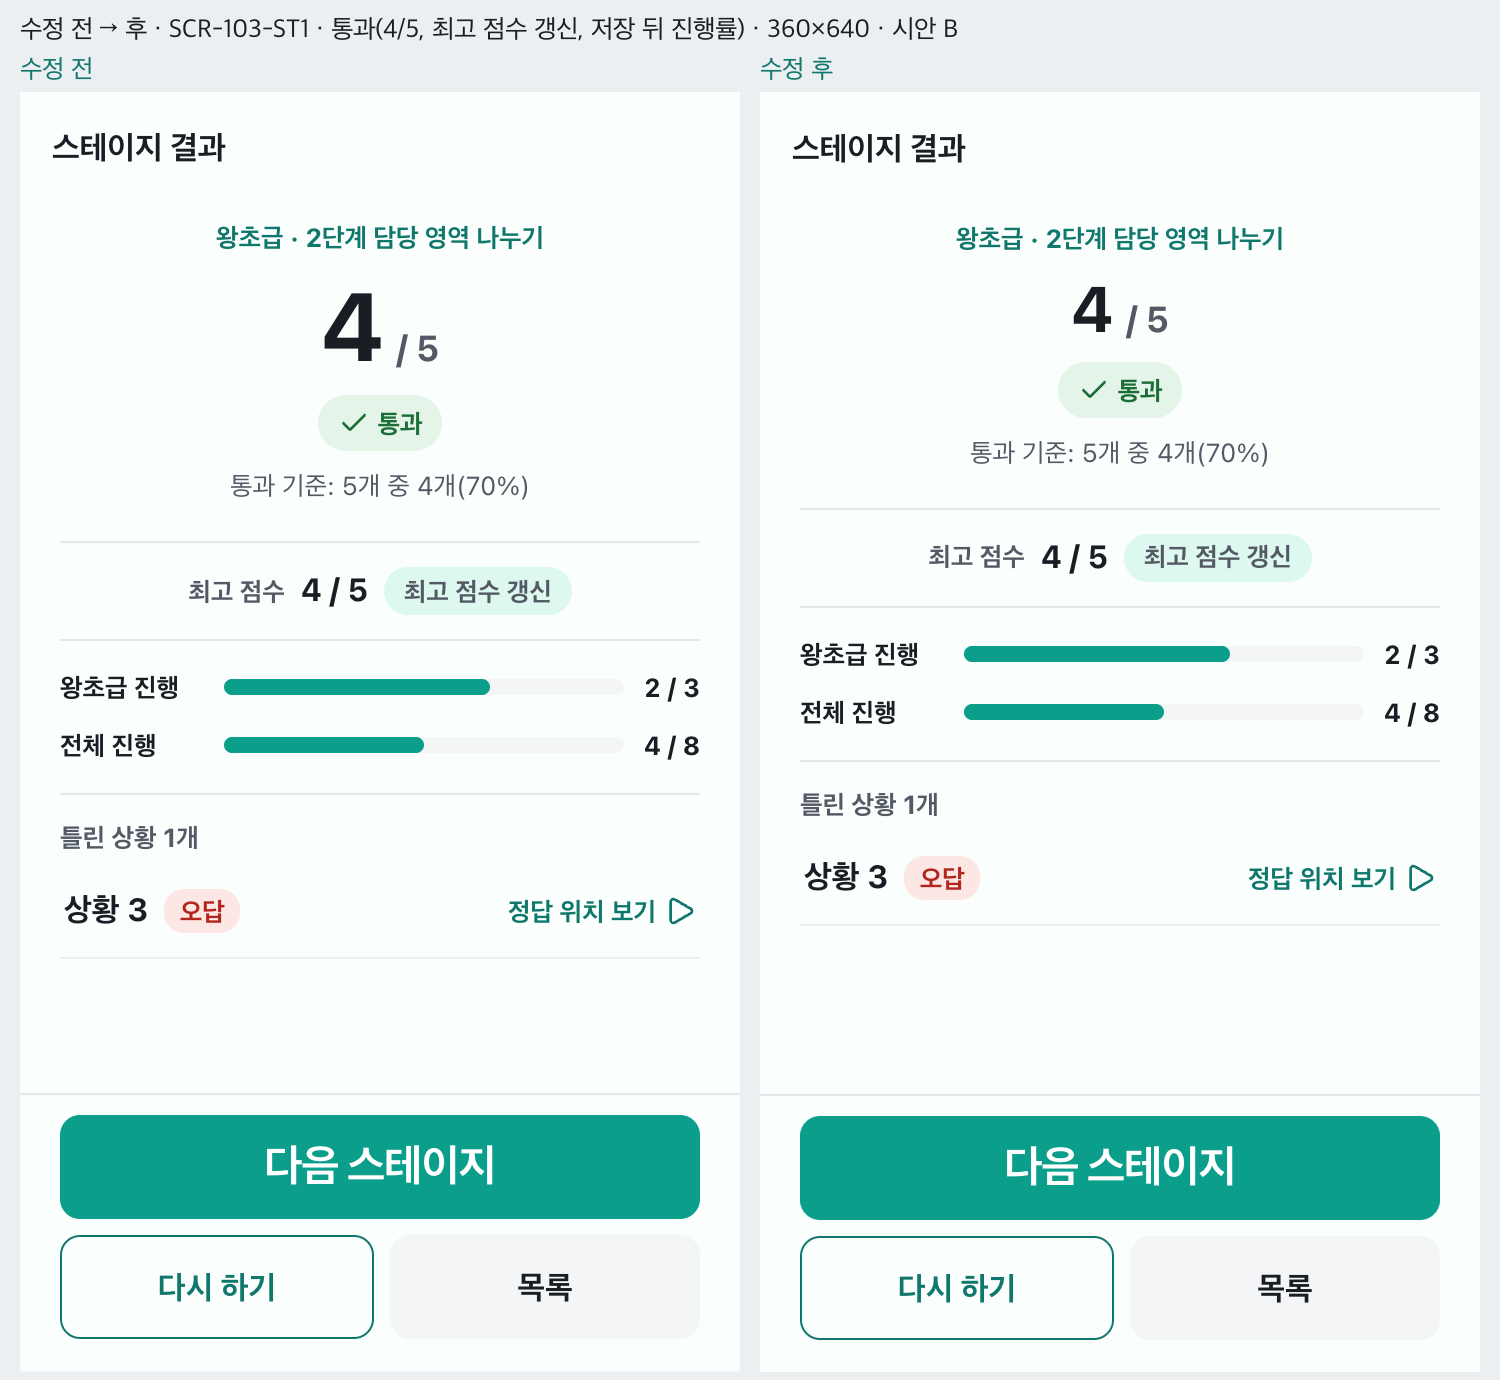 수정 전 → 후 · SCR-103-ST1 · 통과(4/5, 최고 점수 갱신, 저장 뒤 진행률) · 360×640 · 시안 B
수정 전
스테이지 결과
왕초급 · 2단계 담당 영역 나누기
4 / 5
통과
통과 기준: 5개 중 4개(70%)
최고 점수 4 / 5 최고 점수 갱신
왕초급 진행 2 / 3
전체 진행 4 / 8
틀린 상황 1개
상황 3 오답 정답 위치 보기
다음 스테이지
다시 하기 목록
수정 후
스테이지 결과
왕초급 · 2단계 담당 영역 나누기
4 / 5
통과
통과 기준: 5개 중 4개(70%)
최고 점수 4 / 5 최고 점수 갱신
왕초급 진행 2 / 3
전체 진행 4 / 8
틀린 상황 1개
상황 3 오답 정답 위치 보기
다음 스테이지
다시 하기 목록